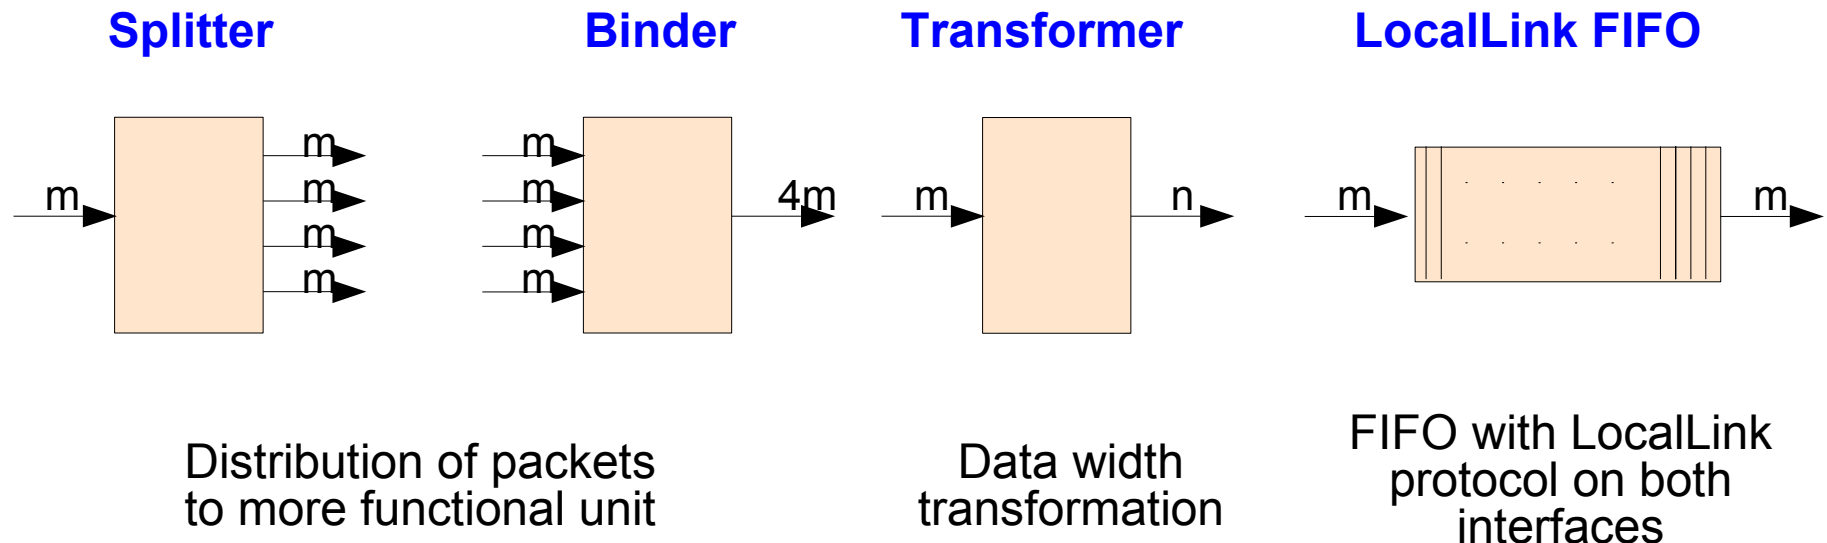 Splitter
Binder
Transformer
LocalLink FIFO
m
m
m
m
m
m
m
m
m
4m
m
n
m
m
Distribution of packets
to more functional unit
Data width
transformation
FIFO with LocalLink
protocol on both
interfaces